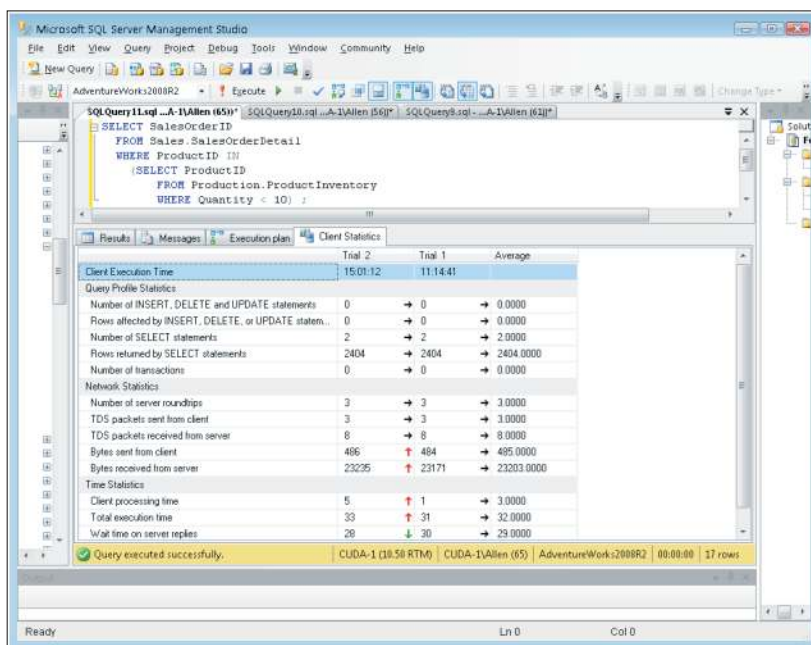 Microsoft SQL Server Management Studio
File Edit View Query Project Debug Tools Window Community Help
New Query
AdventureWorks2008R2 Execute Change Type
SQLQuery11.sql ...A-1\Allen (65))* SQLQuery10.sql ...A-1\Allen (56))* SQLQuery9.sql - ...A-1\Allen (61))*
SELECT SalesOrderID
FROM Sales.SalesOrderDetail
WHERE ProductID IN
(SELECT ProductID
FROM Production.ProductInventory
WHERE Quantity < 10) ;
Solut
Results Messages Execution plan Client Statistics
Trial 2 Trial 1 Average
Client Execution Time 15:01:12 11:14:41
Query Profile Statistics
Number of INSERT, DELETE and UPDATE statements 0 → 0 → 0.0000
Rows affected by INSERT, DELETE, or UPDATE statem... 0 → 0 → 0.0000
Number of SELECT statements 2 → 2 → 2.0000
Rows returned by SELECT statements 2404 → 2404 → 2404.0000
Number of transactions 0 → 0 → 0.0000
Network Statistics
Number of server roundtrips 3 → 3 → 3.0000
TDS packets sent from client 3 → 3 → 3.0000
TDS packets received from server 8 → 8 → 8.0000
Bytes sent from client 486 ↑ 484 → 485.0000
Bytes received from server 23235 ↑ 23171 → 23203.0000
Time Statistics
Client processing time 5 ↑ 1 → 3.0000
Total execution time 33 ↑ 31 → 32.0000
Wait time on server replies 28 ↓ 30 → 29.0000
Query executed successfully. CUDA-1 (10.50 RTM) CUDA-1\Allen (65) AdventureWorks2008R2 00:00:00 17 rows
Output
Ready Ln 0 Col 0